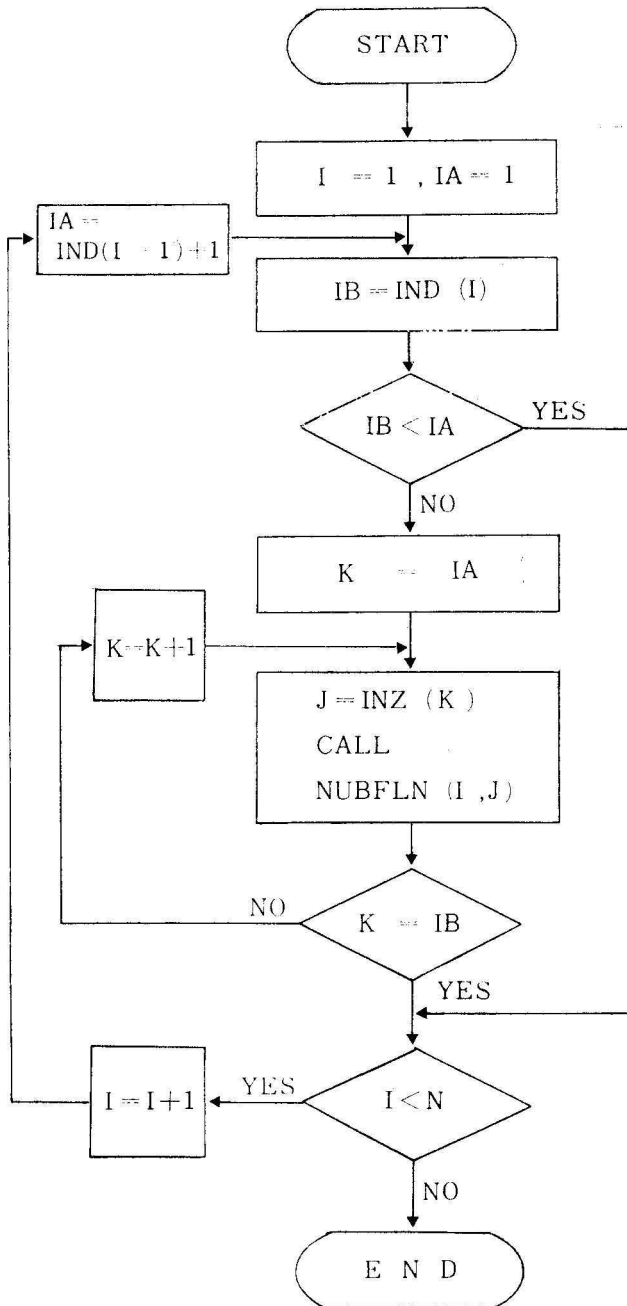 START
I = 1 , IA = 1
IA =
IND(I - 1)+1
IB = IND (I)
IB < IA
YES
NO
K = IA
K=K+1
J = INZ (K)
CALL
NUBFLN (I ,J)
NO
K = IB
YES
I=I+1
YES
I<N
NO
E N D